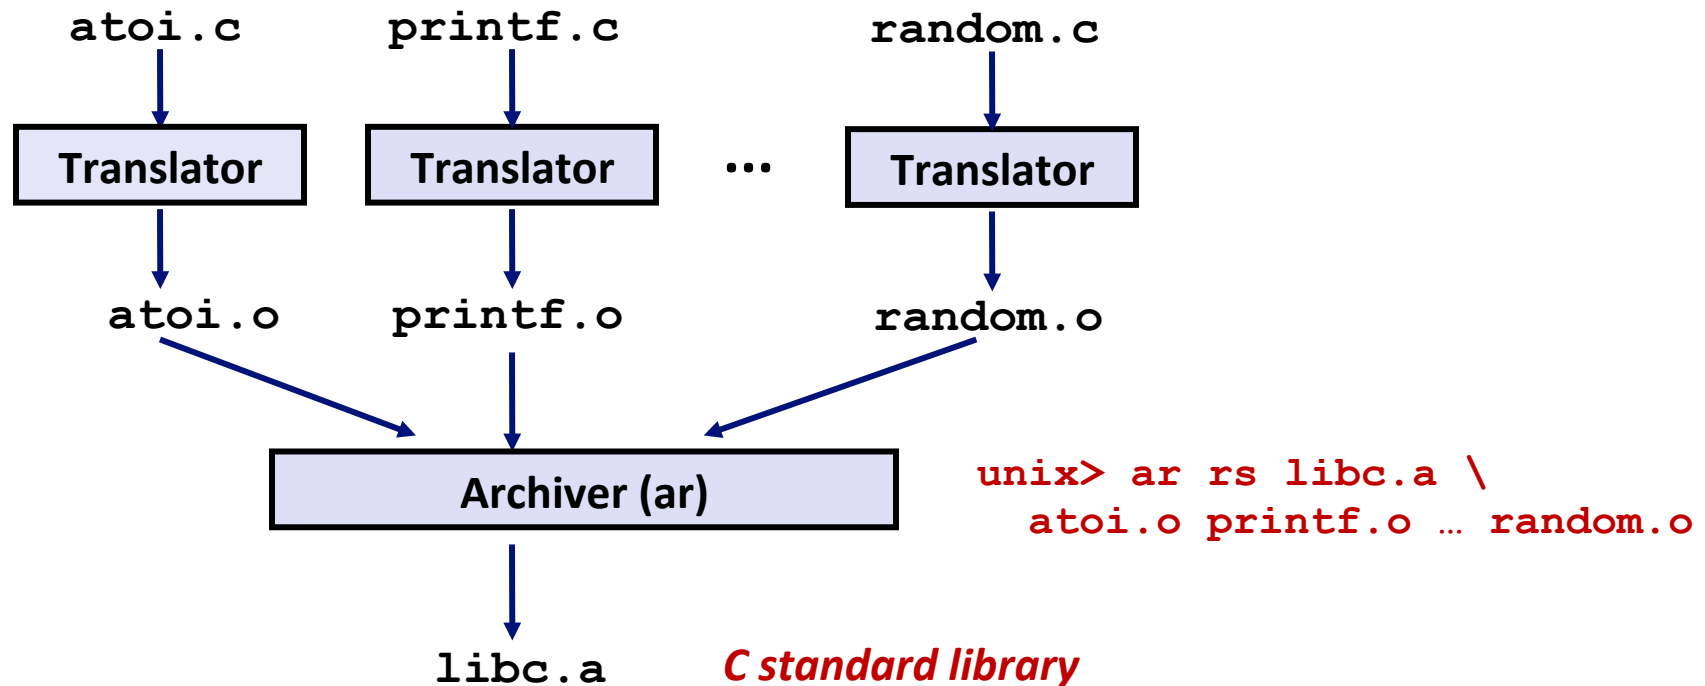 atoi.c printf.c random.c
Translator Translator ... Translator
atoi.o printf.o random.o
Archiver (ar)
unix> ar rs libc.a \
atoi.o printf.o … random.o
libc.a C standard library